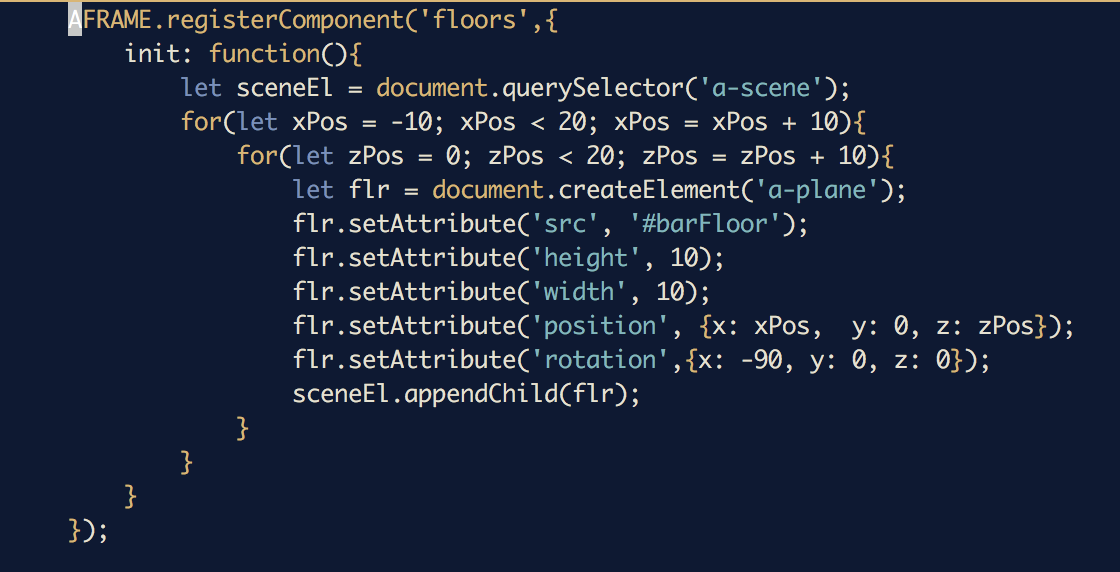 AFRAME.registerComponent('floors',{
init: function(){
let sceneEl = document.querySelector('a-scene');
for(let xPos = -10; xPos < 20; xPos = xPos + 10){
for(let zPos = 0; zPos < 20; zPos = zPos + 10){
let flr = document.createElement('a-plane');
flr.setAttribute('src', '#barFloor');
flr.setAttribute('height', 10);
flr.setAttribute('width', 10);
flr.setAttribute('position', {x: xPos,  y: 0, z: zPos});
flr.setAttribute('rotation',{x: -90, y: 0, z: 0});
sceneEl.appendChild(flr);
}
}
}
});